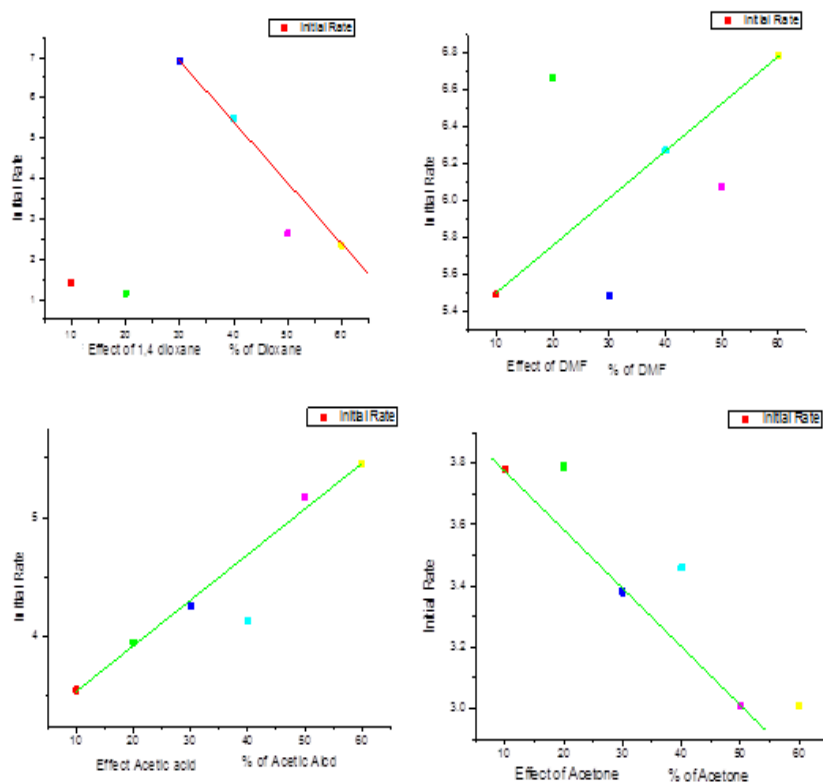 Initial Rate
7
6
5
4
3
2
1
Initial Rate
10 20 30 40 50 60
Effect of 1,4 dioxane % of Dioxane
Initial Rate
6.8
6.6
6.4
6.2
6.0
5.8
5.6
5.4
Initial Rate
10 20 30 40 50 60
Effect of DMF % of DMF
Initial Rate
5
4
Initial Rate
10 20 30 40 50 60
Effect Acetic acid % of Acetic Aicd
Initial Rate
3.8
3.6
3.4
3.2
3.0
Initial Rate
10 20 30 40 50 60
Effect of Acetone % of Acetone